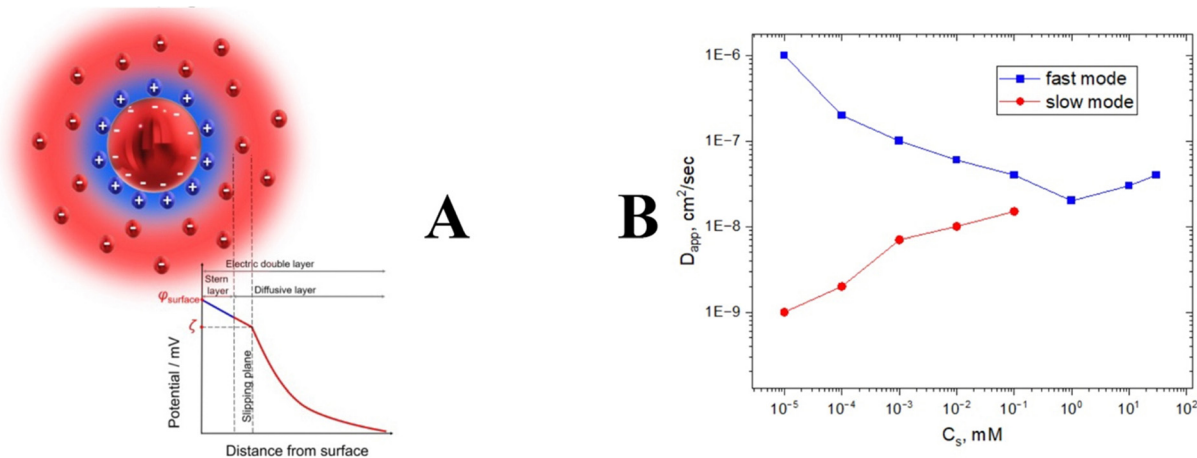 A
Electric double layer
Stern
layer
Diffusive layer
φsurface
ζ
Potential / mV
Slipping plane
Distance from surface
B
1E-6
1E-7
1E-8
1E-9
Dapp, cm²/sec
fast mode
slow mode
10⁻⁵ 10⁻⁴ 10⁻³ 10⁻² 10⁻¹ 10⁰ 10¹ 10²
Cs, mM